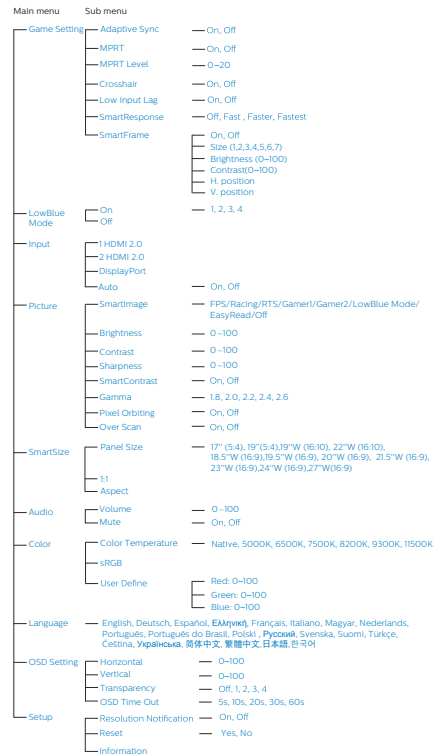 Main menu Sub menu
Game Setting Adaptive Sync On, Off
MPRT On, Off
MPRT Level 0–20
Crosshair On, Off
Low Input Lag On, Off
SmartResponse Off, Fast , Faster, Fastest
SmartFrame On, Off
Size (1,2,3,4,5,6,7)
Brightness (0–100)
Contrast(0–100)
H. position
V. position
LowBlue Mode On 1, 2, 3, 4
Off
Input 1 HDMI 2.0
2 HDMI 2.0
DisplayPort
Auto On, Off
Picture SmartImage FPS/Racing/RTS/Gamer1/Gamer2/LowBlue Mode/
EasyRead/Off
Brightness 0~100
Contrast 0~100
Sharpness 0~100
SmartContrast On, Off
Gamma 1.8, 2.0, 2.2, 2.4, 2.6
Pixel Orbiting On, Off
Over Scan On, Off
SmartSize Panel Size 17" (5:4), 19"(5:4),19"W (16:10), 22"W (16:10),
18.5"W (16:9),19.5"W (16:9), 20"W (16:9), 21.5"W (16:9),
23"W (16:9),24"W (16:9),27"W(16:9)
1:1
Aspect
Audio Volume 0~100
Mute On, Off
Color Color Temperature Native, 5000K, 6500K, 7500K, 8200K, 9300K, 11500K
sRGB
User Define Red: 0–100
Green: 0–100
Blue: 0–100
Language English, Deutsch, Español, Ελληνική, Français, Italiano, Magyar, Nederlands,
Português, Português do Brasil, Polski , Русский, Svenska, Suomi, Türkçe,
Čeština, Українська, 简体中文, 繁體中文,日本語,한국어
OSD Setting Horizontal 0–100
Vertical 0–100
Transparency Off, 1, 2, 3, 4
OSD Time Out 5s, 10s, 20s, 30s, 60s
Setup Resolution Notification On, Off
Reset Yes, No
Information